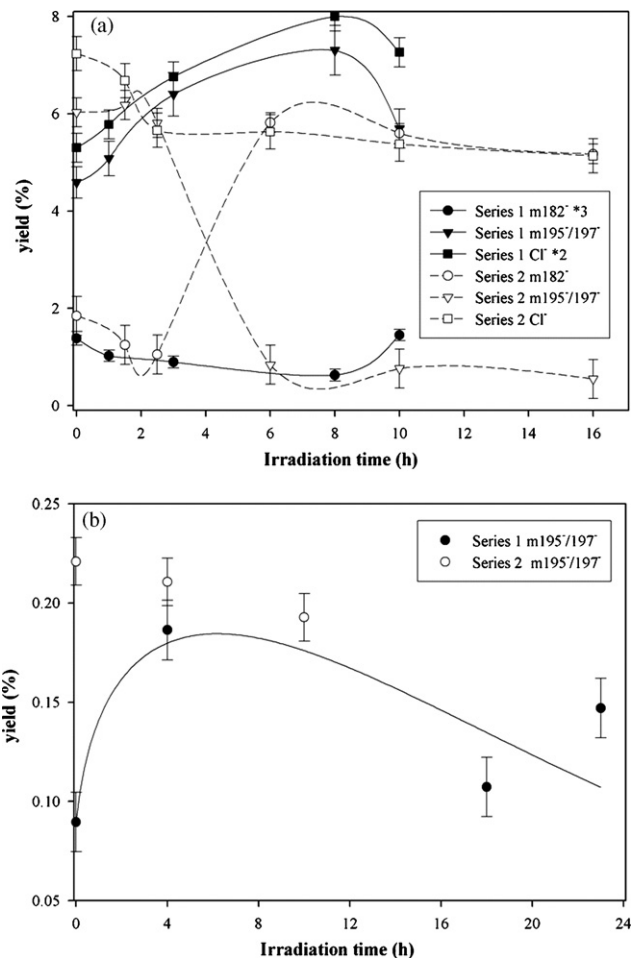 (a)
8
6
4
2
0
yield (%)
Series 1 m182⁻ *3
Series 1 m195⁻/197⁻
Series 1 Cl⁻ *2
Series 2 m182⁻
Series 2 m195⁻/197⁻
Series 2 Cl⁻
0 2 4 6 8 10 12 14 16
Irradiation time (h)
(b)
0.25
0.20
0.15
0.10
0.05
yield (%)
Series 1 m195⁻/197⁻
Series 2 m195⁻/197⁻
0 4 8 12 16 20 24
Irradiation time (h)